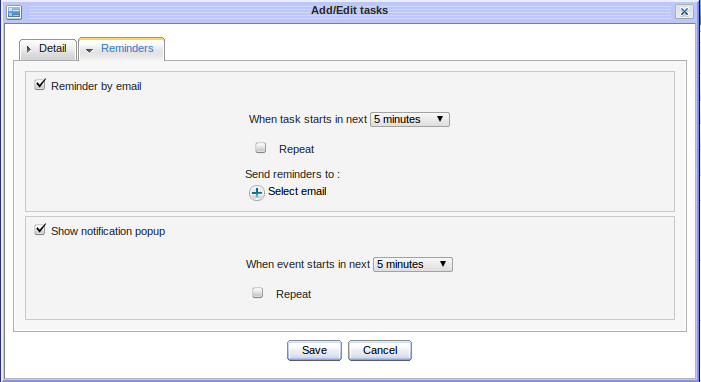 Add/Edit tasks
Detail
Reminders
Reminder by email
When task starts in next 5 minutes
Repeat
Send reminders to :
Select email
Show notification popup
When event starts in next 5 minutes
Repeat
Save Cancel